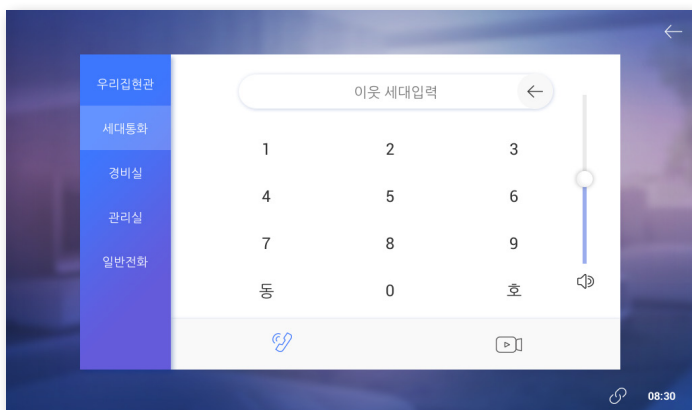 우리집현관
세대통화
경비실
관리실
일반전화
이웃 세대입력
1 2 3
4 5 6
7 8 9
동 0 호
08:30